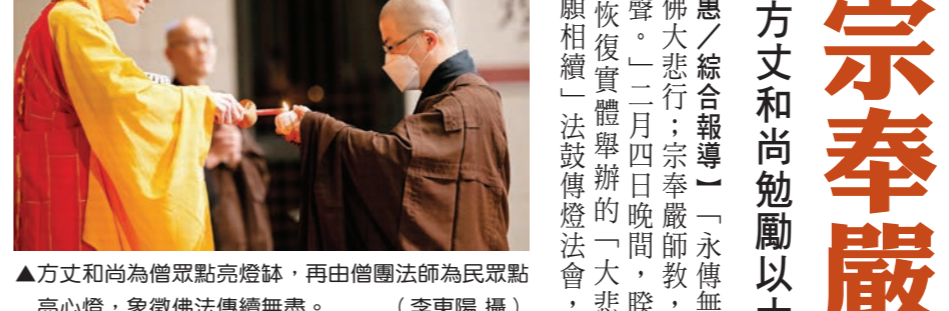 宗奉嚴
方丈和尚勉勵以
惠／綜合報導】「永傳無
佛大悲行；宗奉嚴師教，
聲。」二月四日晚間，睽
恢復實體舉辦的「大悲
願相續」法鼓傳燈法會，
▲方丈和尚為僧眾點亮燈缽，再由僧團法師為民眾點
亮心燈，象徵佛法傳續無盡。　（李東陽 攝）